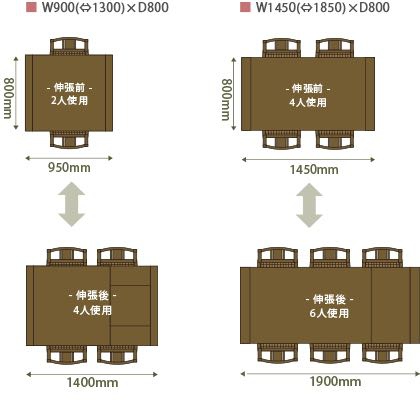 W900(⇔1300)×D800
W1450(⇔1850)×D800
800mm
- 伸張前 -
2人使用
950mm
800mm
- 伸張前 -
4人使用
1450mm
- 伸張後 -
4人使用
1400mm
- 伸張後 -
6人使用
1900mm